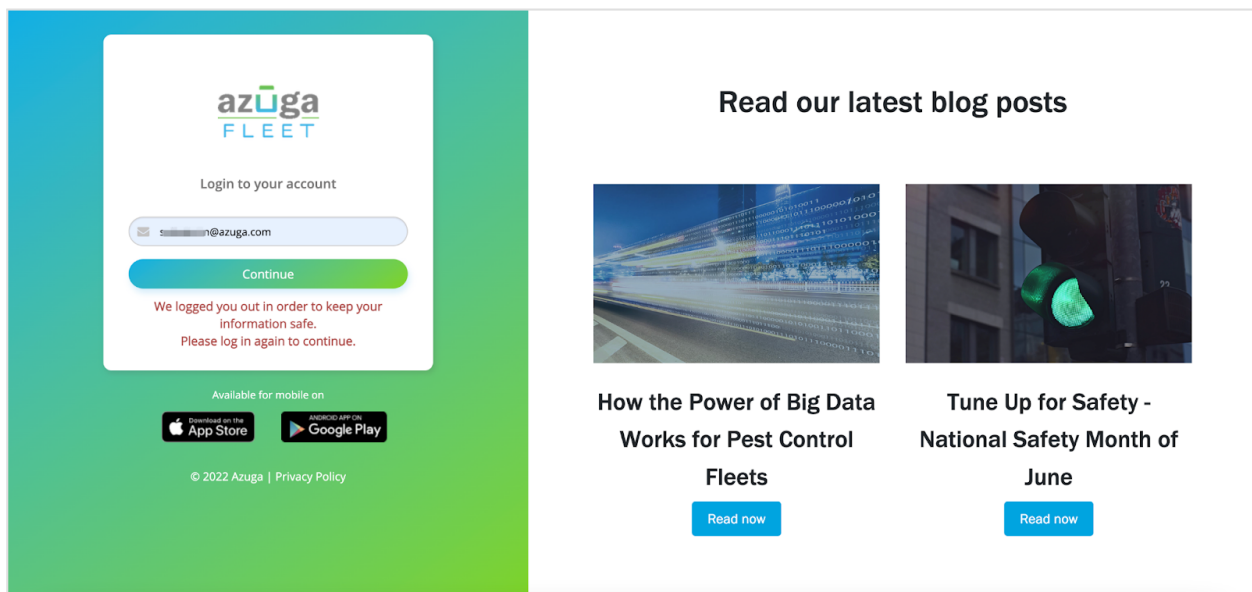 azūga
FLEET
Login to your account
@azuga.com
Continue
We logged you out in order to keep your
information safe.
Please log in again to continue.
Available for mobile on
Download on the
App Store
ANDROID APP ON
Google Play
© 2022 Azuga | Privacy Policy
Read our latest blog posts
How the Power of Big Data
Works for Pest Control
Fleets
Read now
Tune Up for Safety -
National Safety Month of
June
Read now